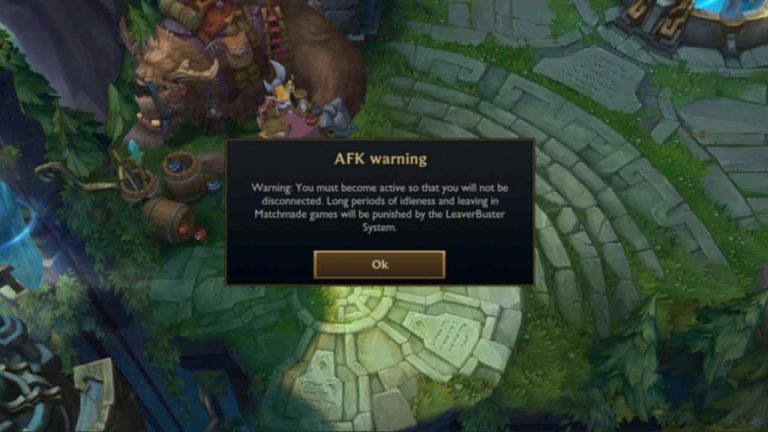 AFK warning
Warning: You must become active so that you will not be
disconnected. Long periods of idleness and leaving in
Matchmade games will be punished by the LeaverBuster
System.
Ok